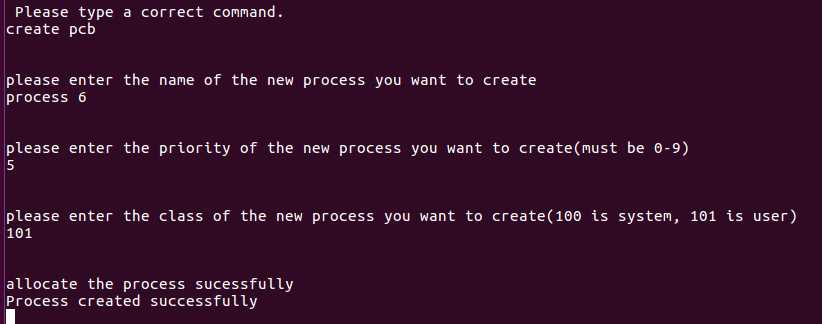 Please type a correct command.
create pcb
please enter the name of the new process you want to create
process 6
please enter the priority of the new process you want to create(must be 0-9)
5
please enter the class of the new process you want to create(100 is system, 101 is user)
101
allocate the process sucessfully
Process created successfully